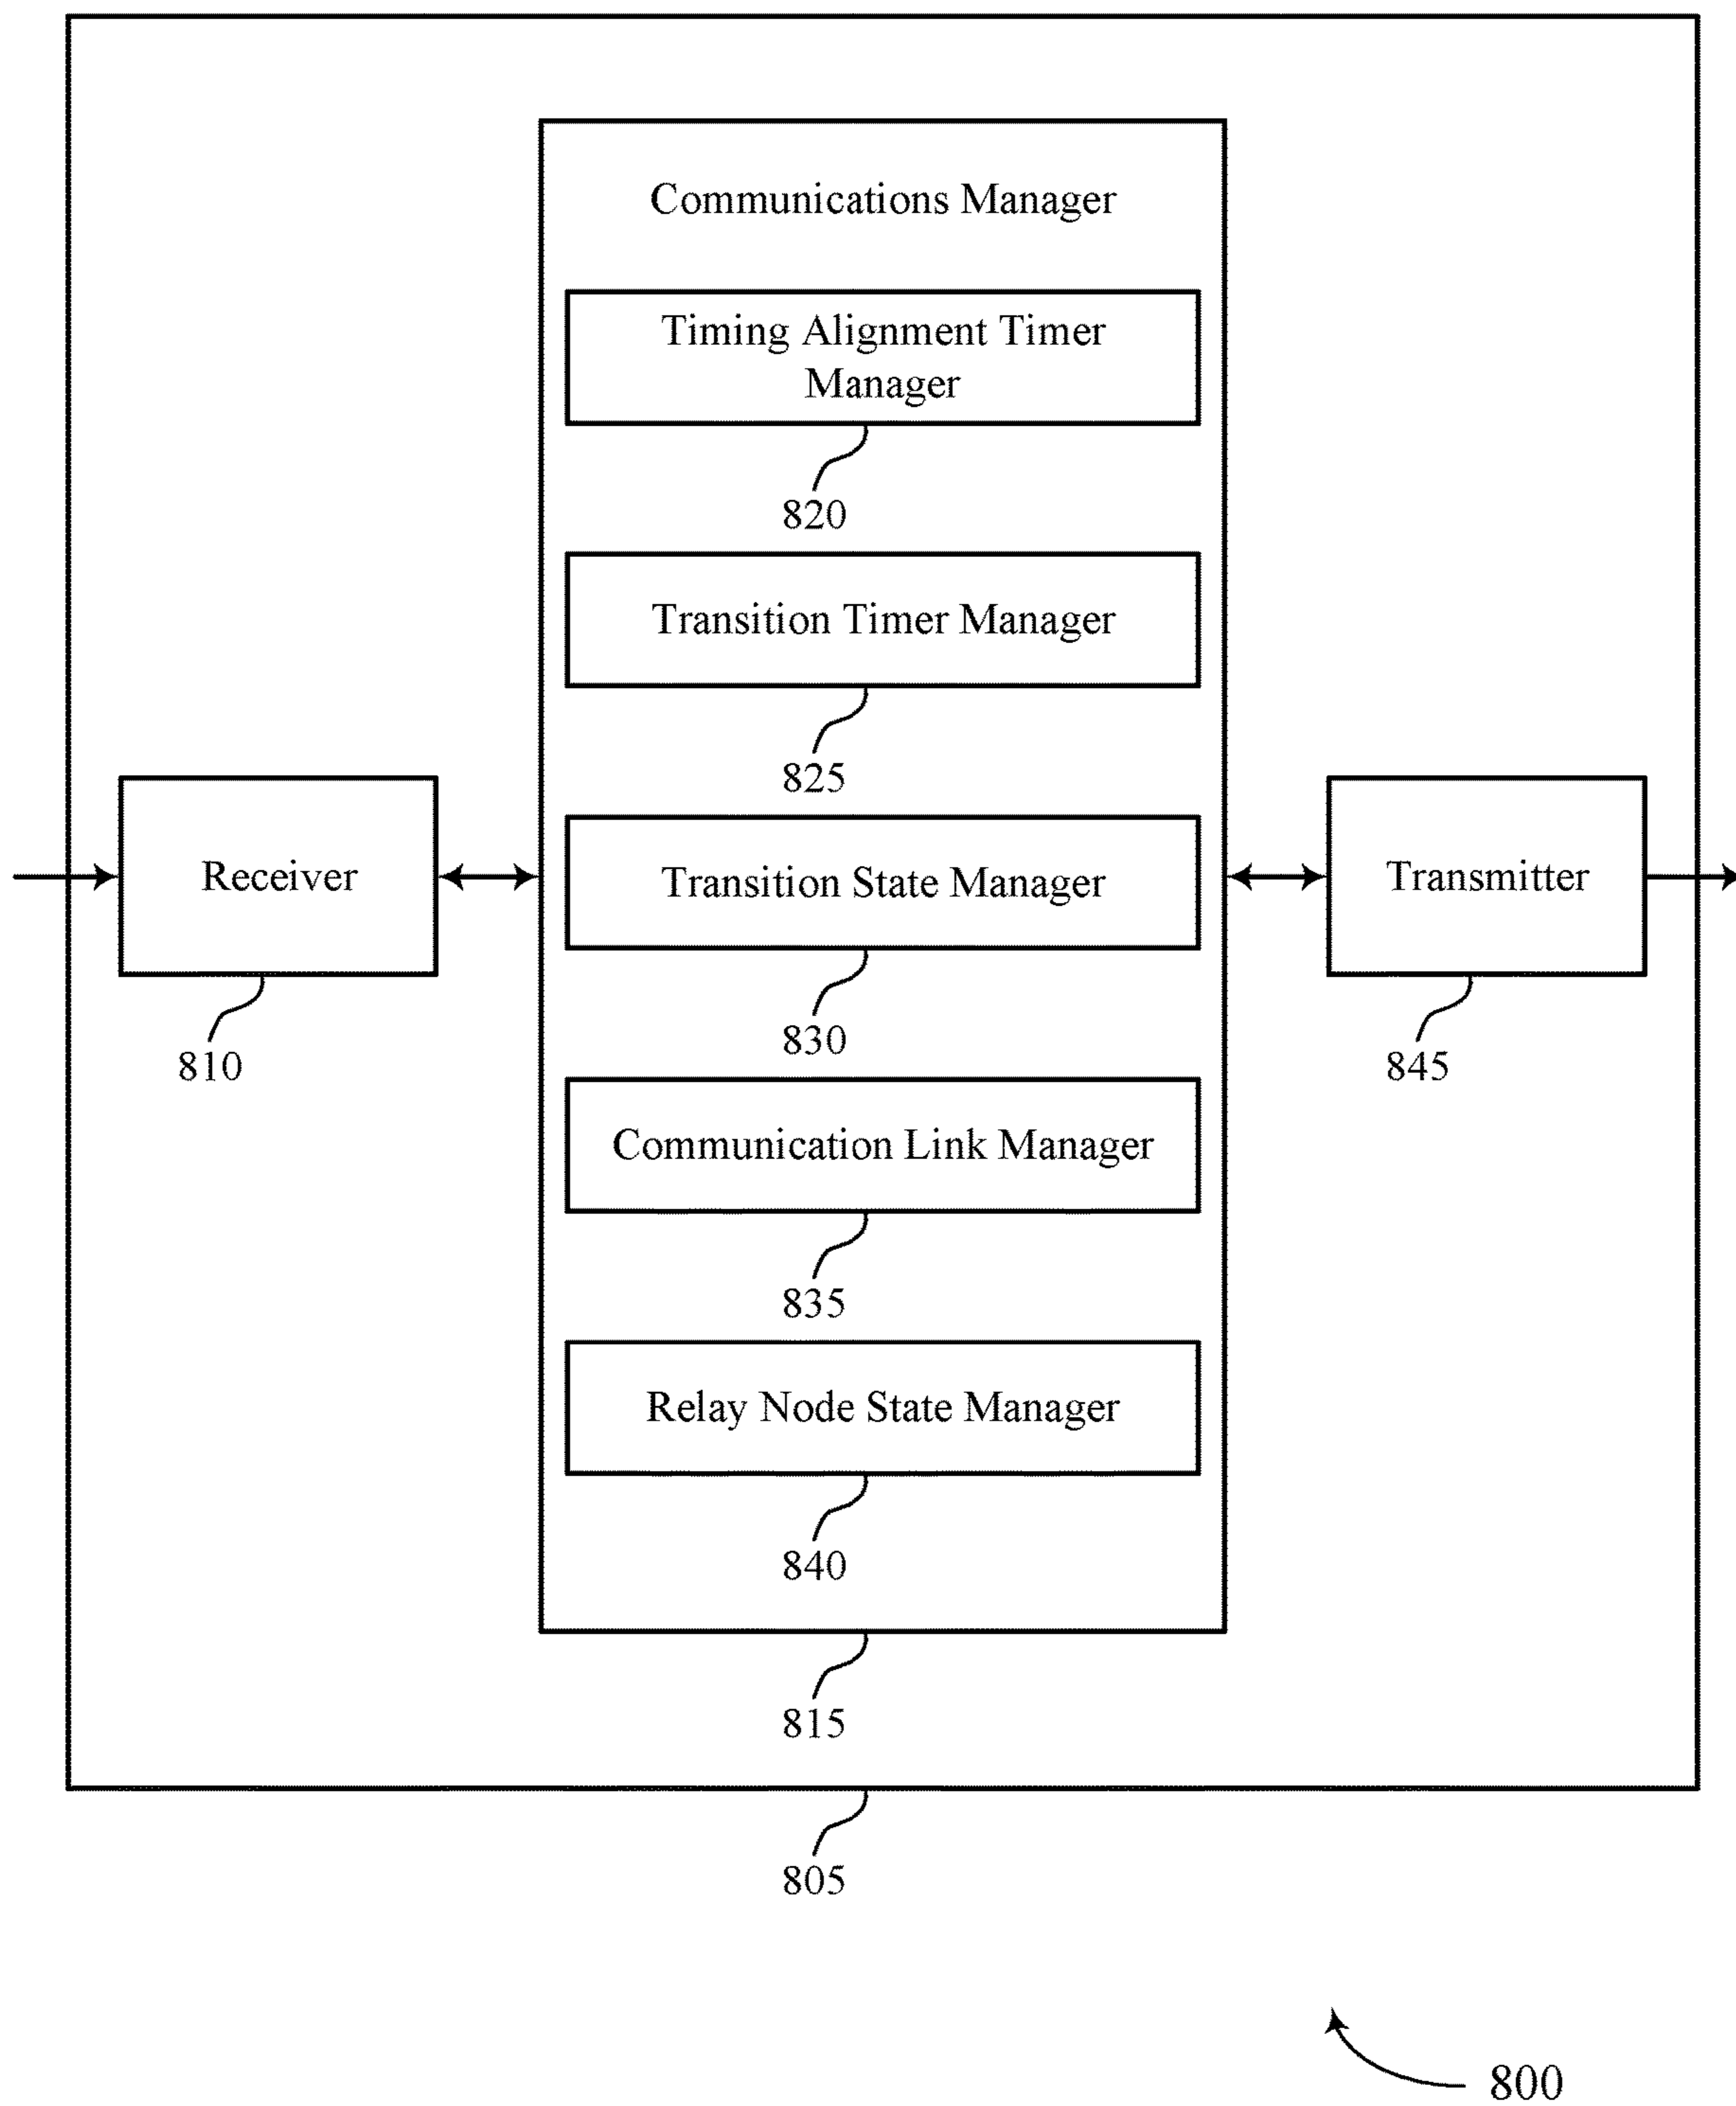 Communications Manager
Timing Alignment Timer
Manager
820
Transition Timer Manager
825
Receiver
810
Transition State Manager
830
Transmitter
845
Communication Link Manager
835
Relay Node State Manager
840
815
805
800